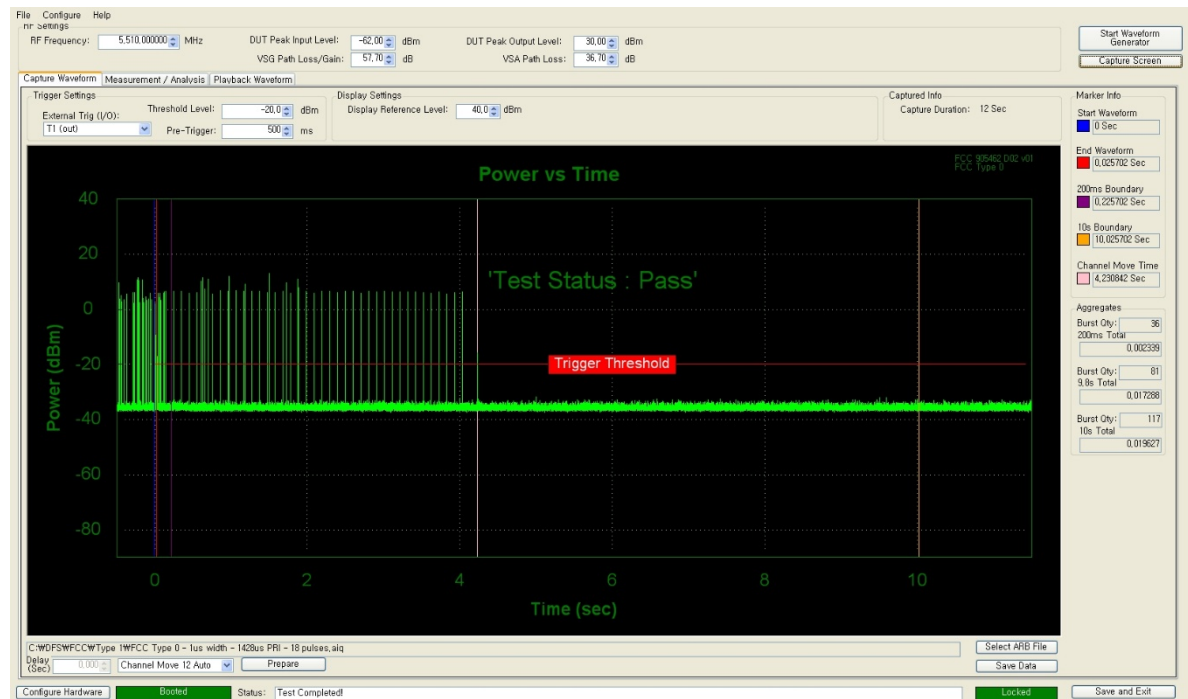 File Configure Help
RF Settings
RF Frequency: 5,510,000000 MHz
DUT Peak Input Level: -62,00 dBm
DUT Peak Output Level: 30,00 dBm
VSG Path Loss/Gain: 57,70 dB
VSA Path Loss: 36,70 dB
Start Waveform Generator
Capture Screen
Capture Waveform Measurement / Analysis Playback Waveform
Trigger Settings
External Trig (I/O):
T1 (out)
Threshold Level: -20,0 dBm
Pre-Trigger: 500 ms
Display Settings
Display Reference Level: 40,0 dBm
Captured Info
Capture Duration: 12 Sec
Power vs Time
FCC 905462 D02 v01
FCC Type 0
'Test Status : Pass'
Trigger Threshold
Power (dBm)
40
20
0
-20
-40
-60
-80
0 2 4 6 8 10
Time (sec)
Marker Info
Start Waveform
0 Sec
End Waveform
0,025702 Sec
200ms Boundary
0,225702 Sec
10s Boundary
10,025702 Sec
Channel Move Time
4,230842 Sec
Aggregates
Burst Qty: 36
200ms Total
0,002339
Burst Qty: 81
9,8s Total
0,017288
Burst Qty: 117
10s Total
0,019627
C:₩DFS₩FCC₩Type 1₩FCC Type 0 - 1us width - 1428us PRI - 18 pulses,aiq
Select ARB File
Delay (Sec) 0,000 Channel Move 12 Auto Prepare
Save Data
Configure Hardware Booted Status: Test Completed! Locked Save and Exit